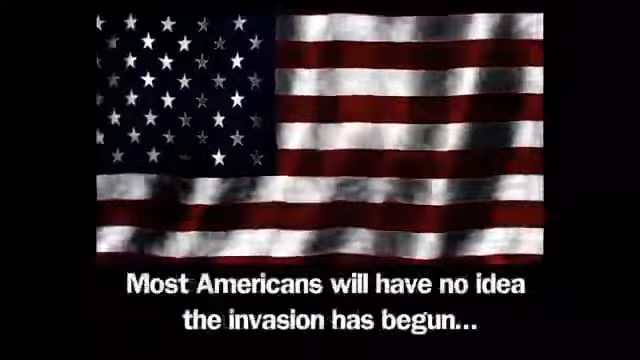 Most Americans will have no idea
the invasion has begun...